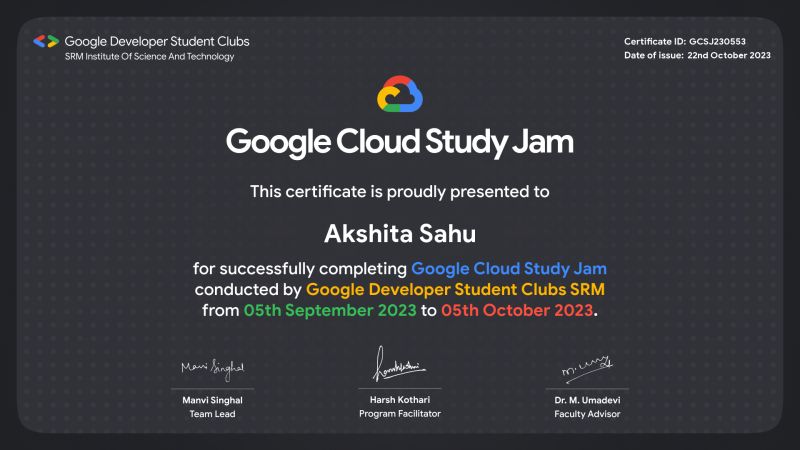 Google Developer Student Clubs
SRM Institute Of Science And Technology
Certificate ID: GCSJ230553
Date of issue: 22nd October 2023
Google Cloud Study Jam
This certificate is proudly presented to
Akshita Sahu
for successfully completing Google Cloud Study Jam
conducted by Google Developer Student Clubs SRM
from 05th September 2023 to 05th October 2023.
Manvi Singhal
Manvi Singhal
Team Lead
Harsh Kothari
Program Facilitator
Dr. M. Umadevi
Faculty Advisor